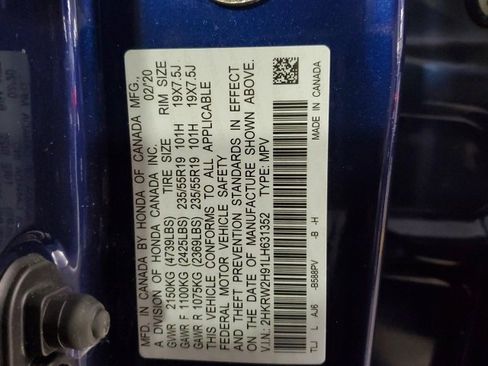 MFD. IN CANADA BY HONDA OF CANADA MFG., 02/20
A DIVISION OF HONDA CANADA INC.
TIRE SIZE RIM SIZE
GVWR 2150KG (4739LBS)
GAWR F 1100KG (2425LBS) 235/55R19 101H 19X7.5J
GAWR R 1075KG (2369LBS) 235/55R19 101H 19X7.5J
THIS VEHICLE CONFORMS TO ALL APPLICABLE
FEDERAL MOTOR VEHICLE SAFETY
AND THEFT PREVENTION STANDARDS IN EFFECT
ON THE DATE OF MANUFACTURE SHOWN ABOVE.
V.I.N: 2HKRW2H91LH631352 TYPE: MPV
TLJ L AJ6 -B588PV -B -H
MADE IN CANADA